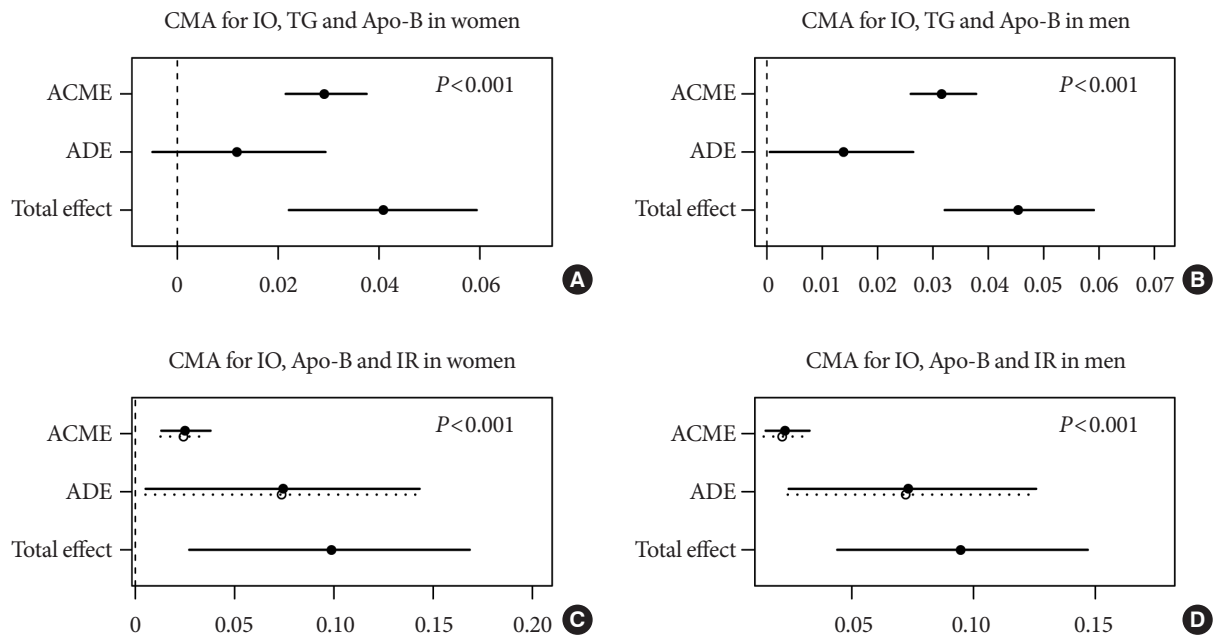 CMA for IO, TG and Apo-B in women
P<0.001
ACME
ADE
Total effect
0 0.02 0.04 0.06
A
CMA for IO, TG and Apo-B in men
P<0.001
ACME
ADE
Total effect
0 0.01 0.02 0.03 0.04 0.05 0.06 0.07
B
CMA for IO, Apo-B and IR in women
P<0.001
ACME
ADE
Total effect
0 0.05 0.10 0.15 0.20
C
CMA for IO, Apo-B and IR in men
P<0.001
ACME
ADE
Total effect
0.05 0.10 0.15
D